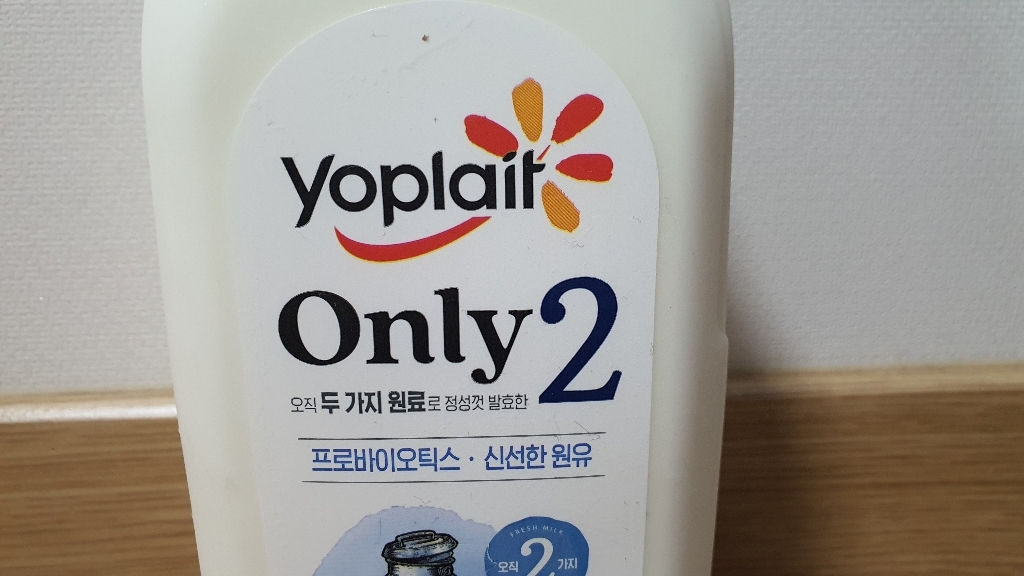 Yoplait
Only 2
오직 두 가지 원료로 정성껏 발효한
프로바이오틱스 · 신선한 원유
FRESH MILK
오직 2 가지